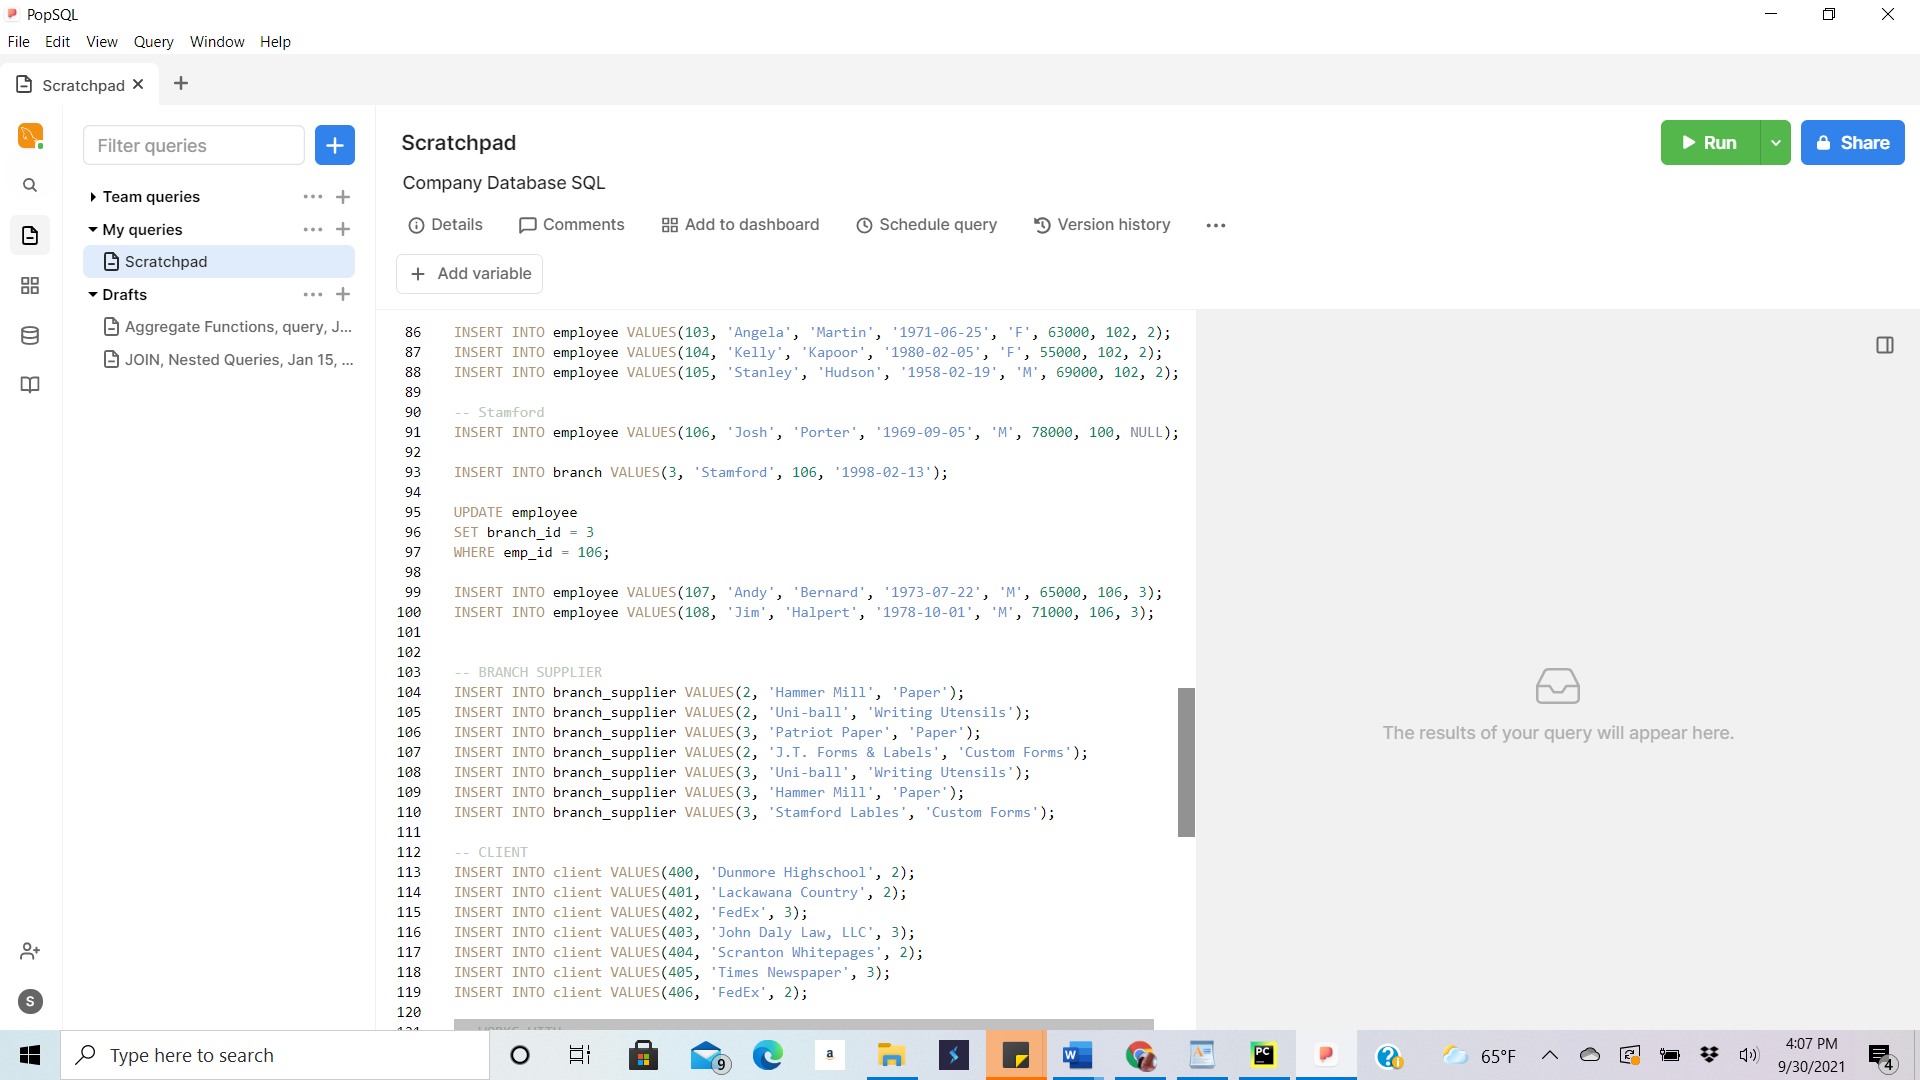 PopSQL
File Edit View Query Window Help
Scratchpad
Filter queries
Team queries
My queries
Scratchpad
Drafts
Aggregate Functions, query, J...
JOIN, Nested Queries, Jan 15, ...
S
Scratchpad
Run
Share
Company Database SQL
Details Comments Add to dashboard Schedule query Version history
Add variable
86 INSERT INTO employee VALUES(103, 'Angela', 'Martin', '1971-06-25', 'F', 63000, 102, 2);
87 INSERT INTO employee VALUES(104, 'Kelly', 'Kapoor', '1980-02-05', 'F', 55000, 102, 2);
88 INSERT INTO employee VALUES(105, 'Stanley', 'Hudson', '1958-02-19', 'M', 69000, 102, 2);
89
90 -- Stamford
91 INSERT INTO employee VALUES(106, 'Josh', 'Porter', '1969-09-05', 'M', 78000, 100, NULL);
92
93 INSERT INTO branch VALUES(3, 'Stamford', 106, '1998-02-13');
94
95 UPDATE employee
96 SET branch_id = 3
97 WHERE emp_id = 106;
98
99 INSERT INTO employee VALUES(107, 'Andy', 'Bernard', '1973-07-22', 'M', 65000, 106, 3);
100 INSERT INTO employee VALUES(108, 'Jim', 'Halpert', '1978-10-01', 'M', 71000, 106, 3);
101
102
103 -- BRANCH SUPPLIER
104 INSERT INTO branch_supplier VALUES(2, 'Hammer Mill', 'Paper');
105 INSERT INTO branch_supplier VALUES(2, 'Uni-ball', 'Writing Utensils');
106 INSERT INTO branch_supplier VALUES(3, 'Patriot Paper', 'Paper');
107 INSERT INTO branch_supplier VALUES(2, 'J.T. Forms & Labels', 'Custom Forms');
108 INSERT INTO branch_supplier VALUES(3, 'Uni-ball', 'Writing Utensils');
109 INSERT INTO branch_supplier VALUES(3, 'Hammer Mill', 'Paper');
110 INSERT INTO branch_supplier VALUES(3, 'Stamford Lables', 'Custom Forms');
111
112 -- CLIENT
113 INSERT INTO client VALUES(400, 'Dunmore Highschool', 2);
114 INSERT INTO client VALUES(401, 'Lackawana Country', 2);
115 INSERT INTO client VALUES(402, 'FedEx', 3);
116 INSERT INTO client VALUES(403, 'John Daly Law, LLC', 3);
117 INSERT INTO client VALUES(404, 'Scranton Whitepages', 2);
118 INSERT INTO client VALUES(405, 'Times Newspaper', 3);
119 INSERT INTO client VALUES(406, 'FedEx', 2);
120
The results of your query will appear here.
Type here to search
9
a
W
PC
65°F
4:07 PM
9/30/2021
4